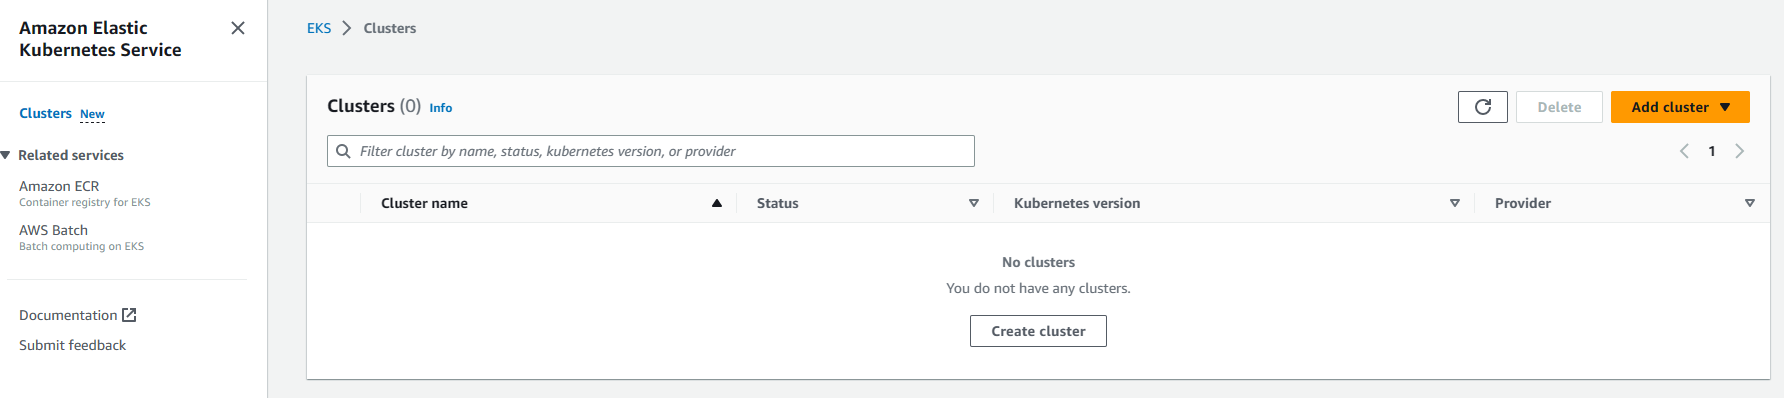 Amazon Elastic
Kubernetes Service
Clusters New
Related services
Amazon ECR
Container registry for EKS
AWS Batch
Batch computing on EKS
Documentation
Submit feedback
EKS Clusters
Clusters (0) Info
Delete
Add cluster
Filter cluster by name, status, kubernetes version, or provider
1
Cluster name Status Kubernetes version Provider
No clusters
You do not have any clusters.
Create cluster